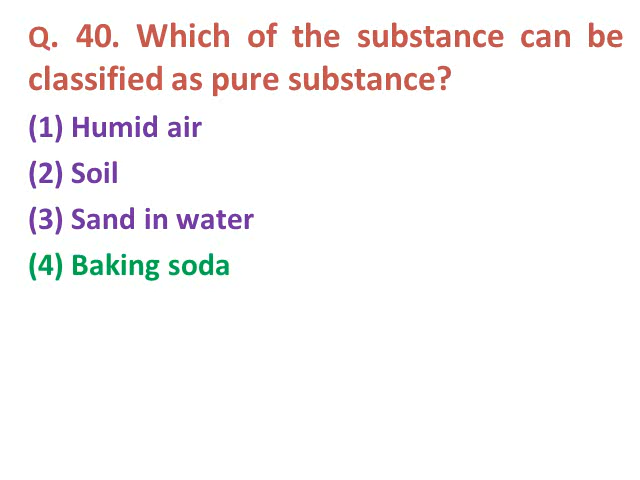 Q. 40. Which of the substance can be
classified as pure substance?
(1) Humid air
(2) Soil
(3) Sand in water
(4) Baking soda